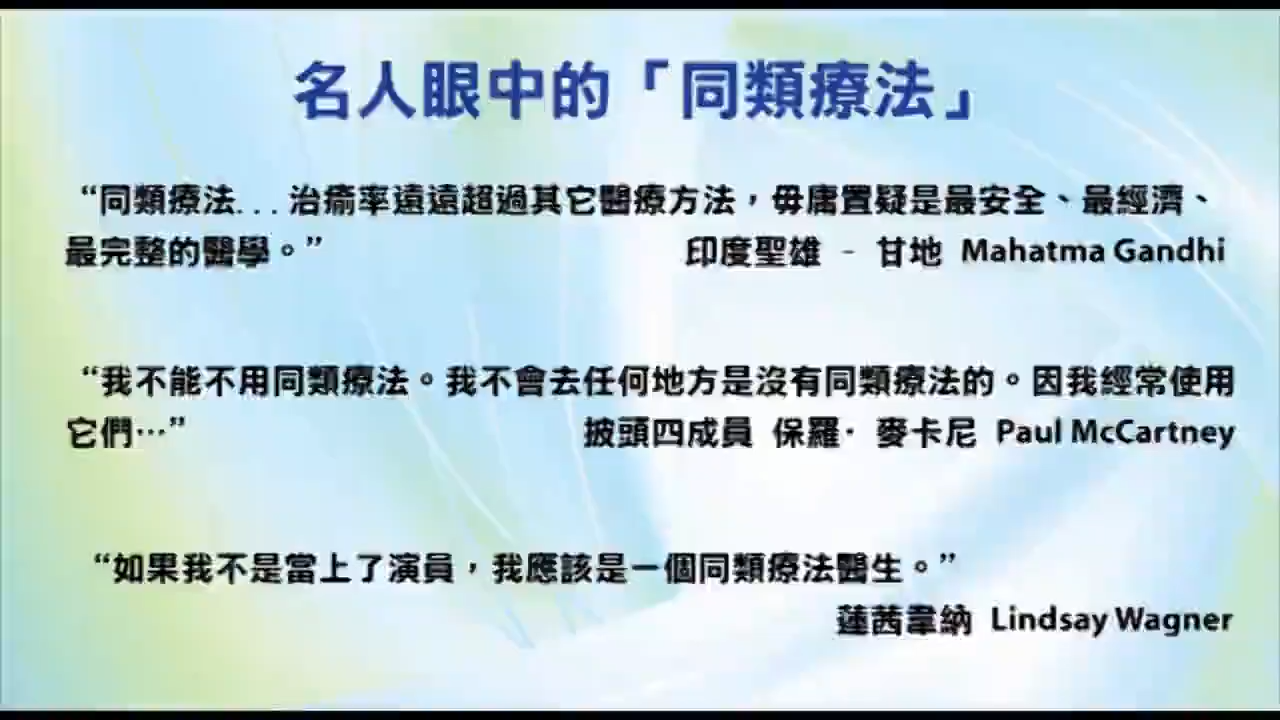 名人眼中的「同類療法」
“同類療法...治癒率遠遠超過其它醫療方法，毋庸置疑是最安全、最經濟、
最完整的醫學。” 印度聖雄 - 甘地 Mahatma Gandhi
“我不能不用同類療法。我不會去任何地方是沒有同類療法的。因我經常使用
它們…” 披頭四成員 保羅· 麥卡尼 Paul McCartney
“如果我不是當上了演員，我應該是一個同類療法醫生。”
蓮茜韋納 Lindsay Wagner